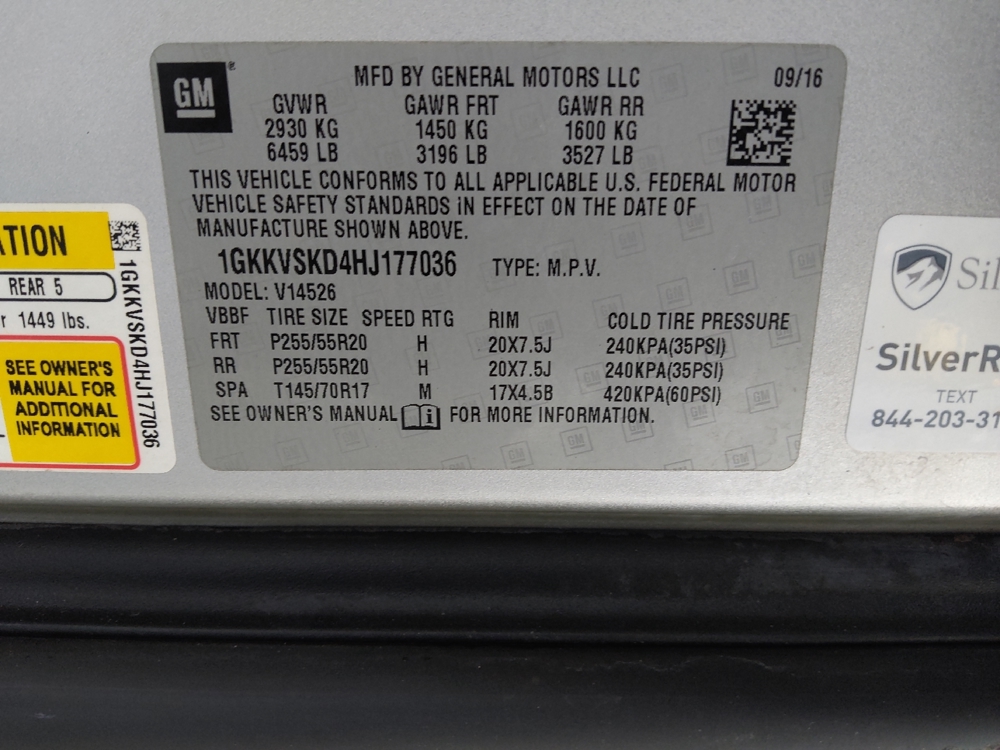 GM
MFD BY GENERAL MOTORS LLC 09/16
GVWR GAWR FRT GAWR RR
2930 KG 1450 KG 1600 KG
6459 LB 3196 LB 3527 LB
THIS VEHICLE CONFORMS TO ALL APPLICABLE U.S. FEDERAL MOTOR
VEHICLE SAFETY STANDARDS IN EFFECT ON THE DATE OF
MANUFACTURE SHOWN ABOVE.
1GKKVSKD4HJ177036 TYPE: M.P.V.
MODEL: V14526
VBBF TIRE SIZE SPEED RTG RIM COLD TIRE PRESSURE
FRT P255/55R20 H 20X7.5J 240KPA(35PSI)
RR P255/55R20 H 20X7.5J 240KPA(35PSI)
SPA T145/70R17 M 17X4.5B 420KPA(60PSI)
SEE OWNER'S MANUAL FOR MORE INFORMATION.
ATION
REAR 5
r 1449 lbs.
SEE OWNER'S
MANUAL FOR
ADDITIONAL
INFORMATION
1GKKVSKD4HJ177036
Sil
SilverR
TEXT
844-203-31